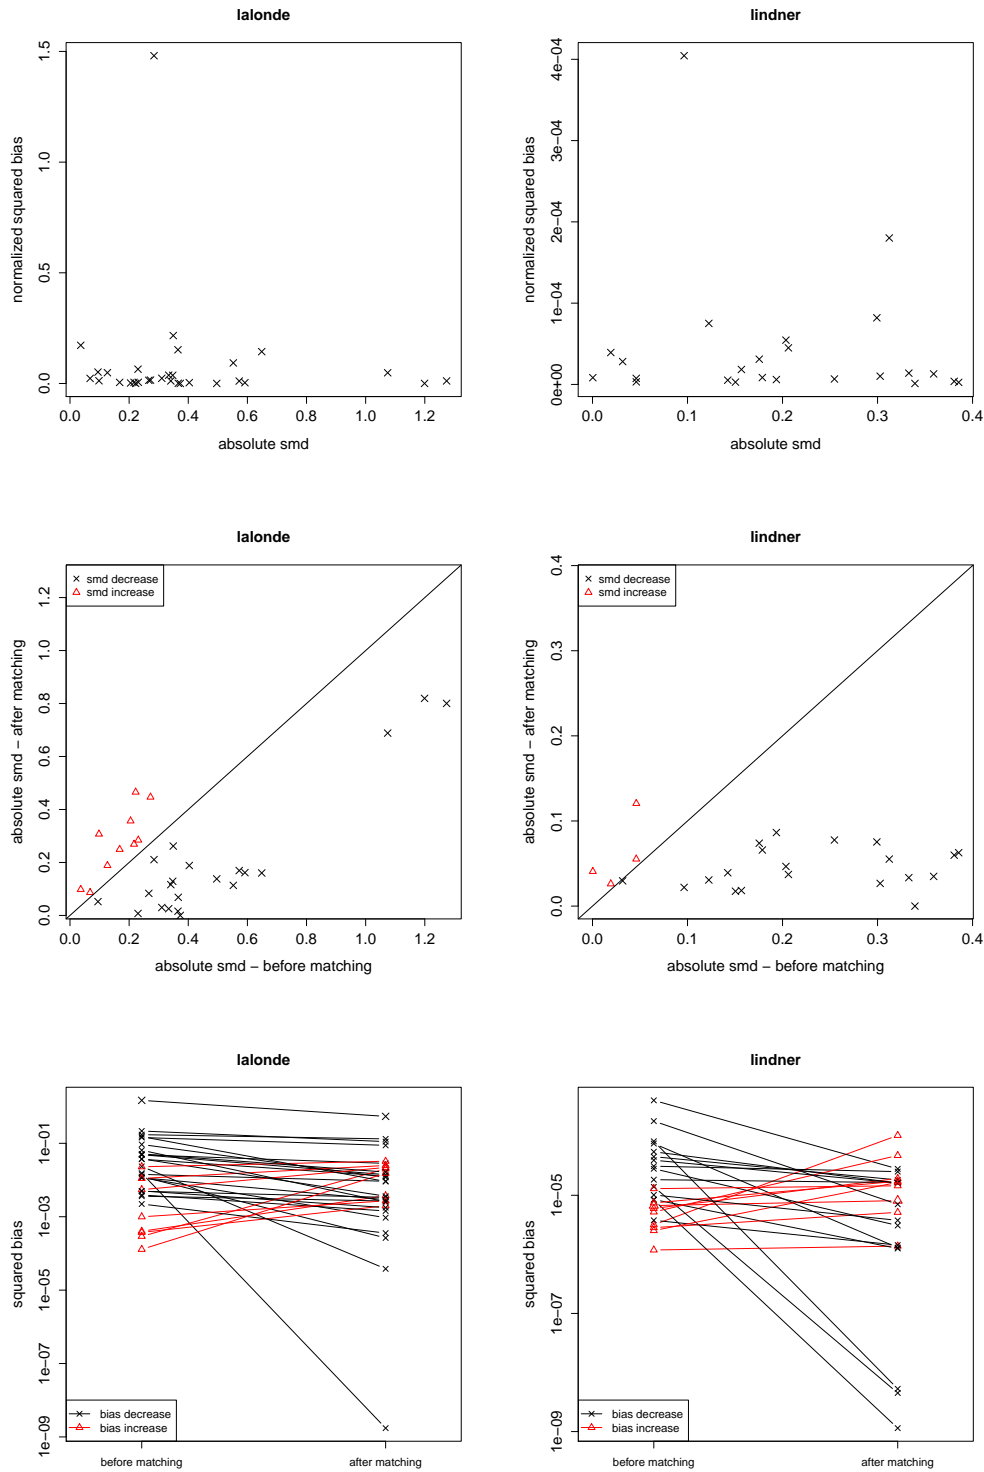 lalonde
normalized squared bias
0.0 0.5 1.0 1.5
0.0 0.2 0.4 0.6 0.8 1.0 1.2
absolute smd
lindner
normalized squared bias
0e+00 1e−04 2e−04 3e−04 4e−04
0.0 0.1 0.2 0.3 0.4
absolute smd
lalonde
smd decrease
smd increase
absolute smd − after matching
0.0 0.2 0.4 0.6 0.8 1.0 1.2
0.0 0.2 0.4 0.6 0.8 1.0 1.2
absolute smd − before matching
lindner
smd decrease
smd increase
absolute smd − after matching
0.0 0.1 0.2 0.3 0.4
0.0 0.1 0.2 0.3 0.4
absolute smd − before matching
lalonde
squared bias
1e−09 1e−07 1e−05 1e−03 1e−01
bias decrease
bias increase
before matching after matching
lindner
squared bias
1e−09 1e−07 1e−05
bias decrease
bias increase
before matching after matching